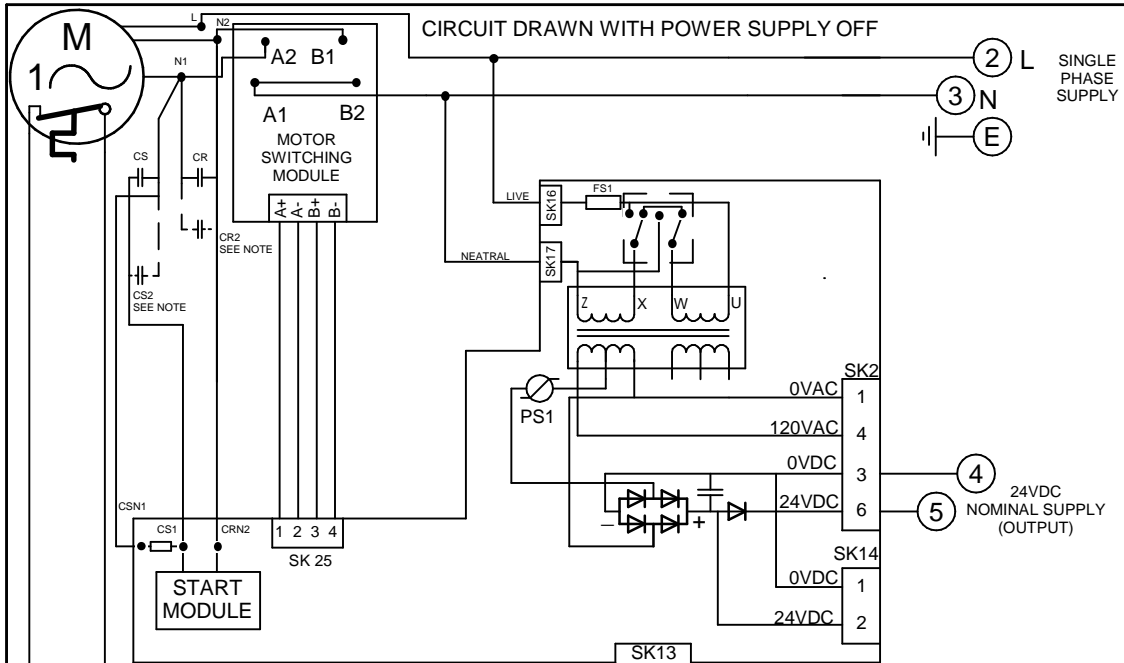 CIRCUIT DRAWN WITH POWER SUPPLY OFF
M
1
L
N2
N1
A2 B1
A1 B2
MOTOR
SWITCHING
MODULE
A+ A- B+ B-
2 L
3 N
E
SINGLE
PHASE
SUPPLY
CS
CR
CR2
SEE NOTE
CS2
SEE NOTE
LIVE
SK16
FS1
NEATRAL
SK17
Z X W U
PS1
SK2
0VAC 1
120VAC 4
0VDC 3
24VDC 6
4
5
24VDC
NOMINAL SUPPLY
(OUTPUT)
SK14
0VDC 1
24VDC 2
– +
CSN1
CS1
CRN2
1 2 3 4
SK 25
START
MODULE
SK13